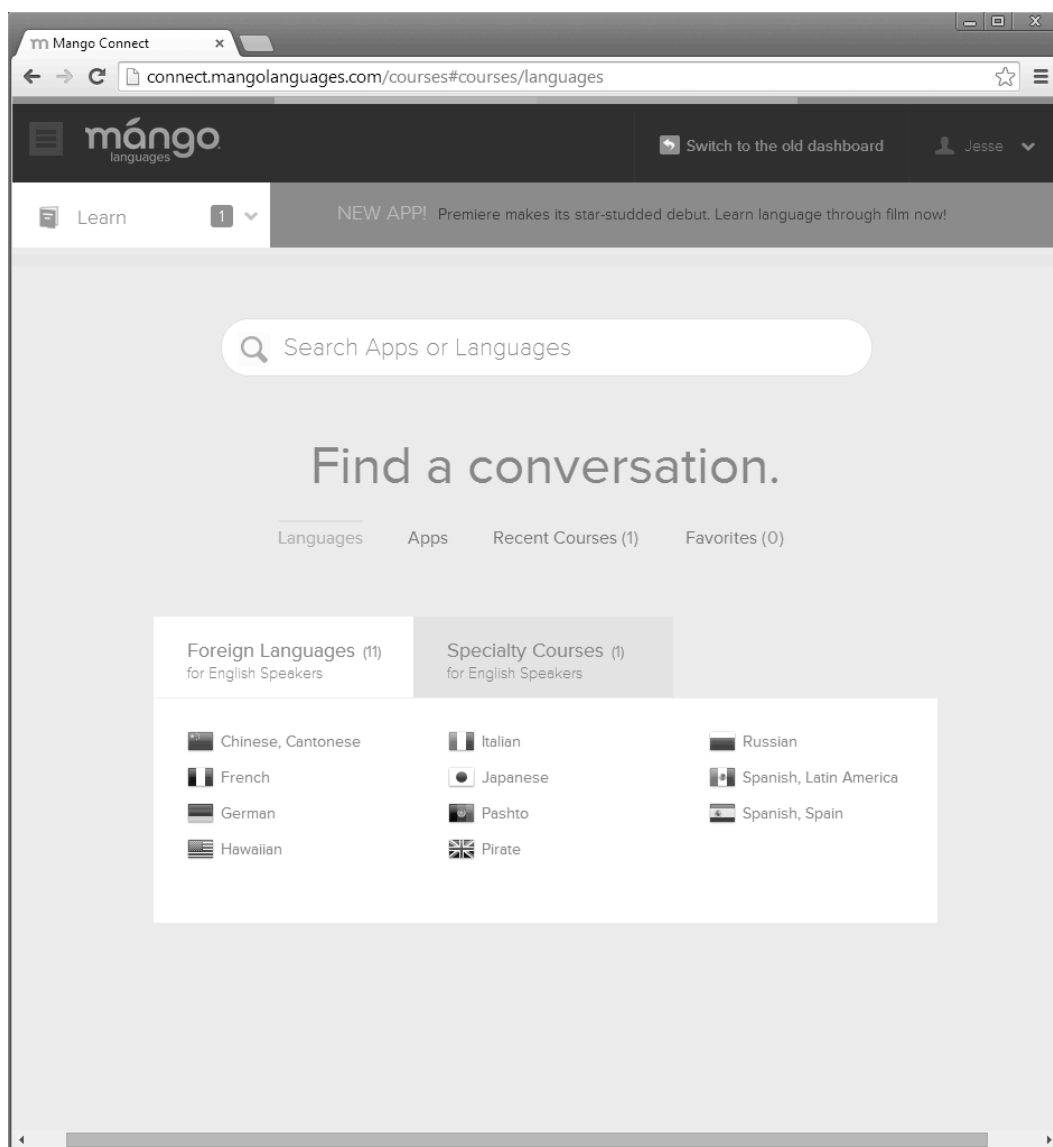 m Mango Connect
connect.mangolanguages.com/courses#courses/languages
mángo
languages
Switch to the old dashboard
Jesse
Learn 1
NEW APP! Premiere makes its star-studded debut. Learn language through film now!
Search Apps or Languages
Find a conversation.
Languages Apps Recent Courses (1) Favorites (0)
Foreign Languages (11) Specialty Courses (1)
for English Speakers for English Speakers
Chinese, Cantonese Italian Russian
French Japanese Spanish, Latin America
German Pashto Spanish, Spain
Hawaiian Pirate